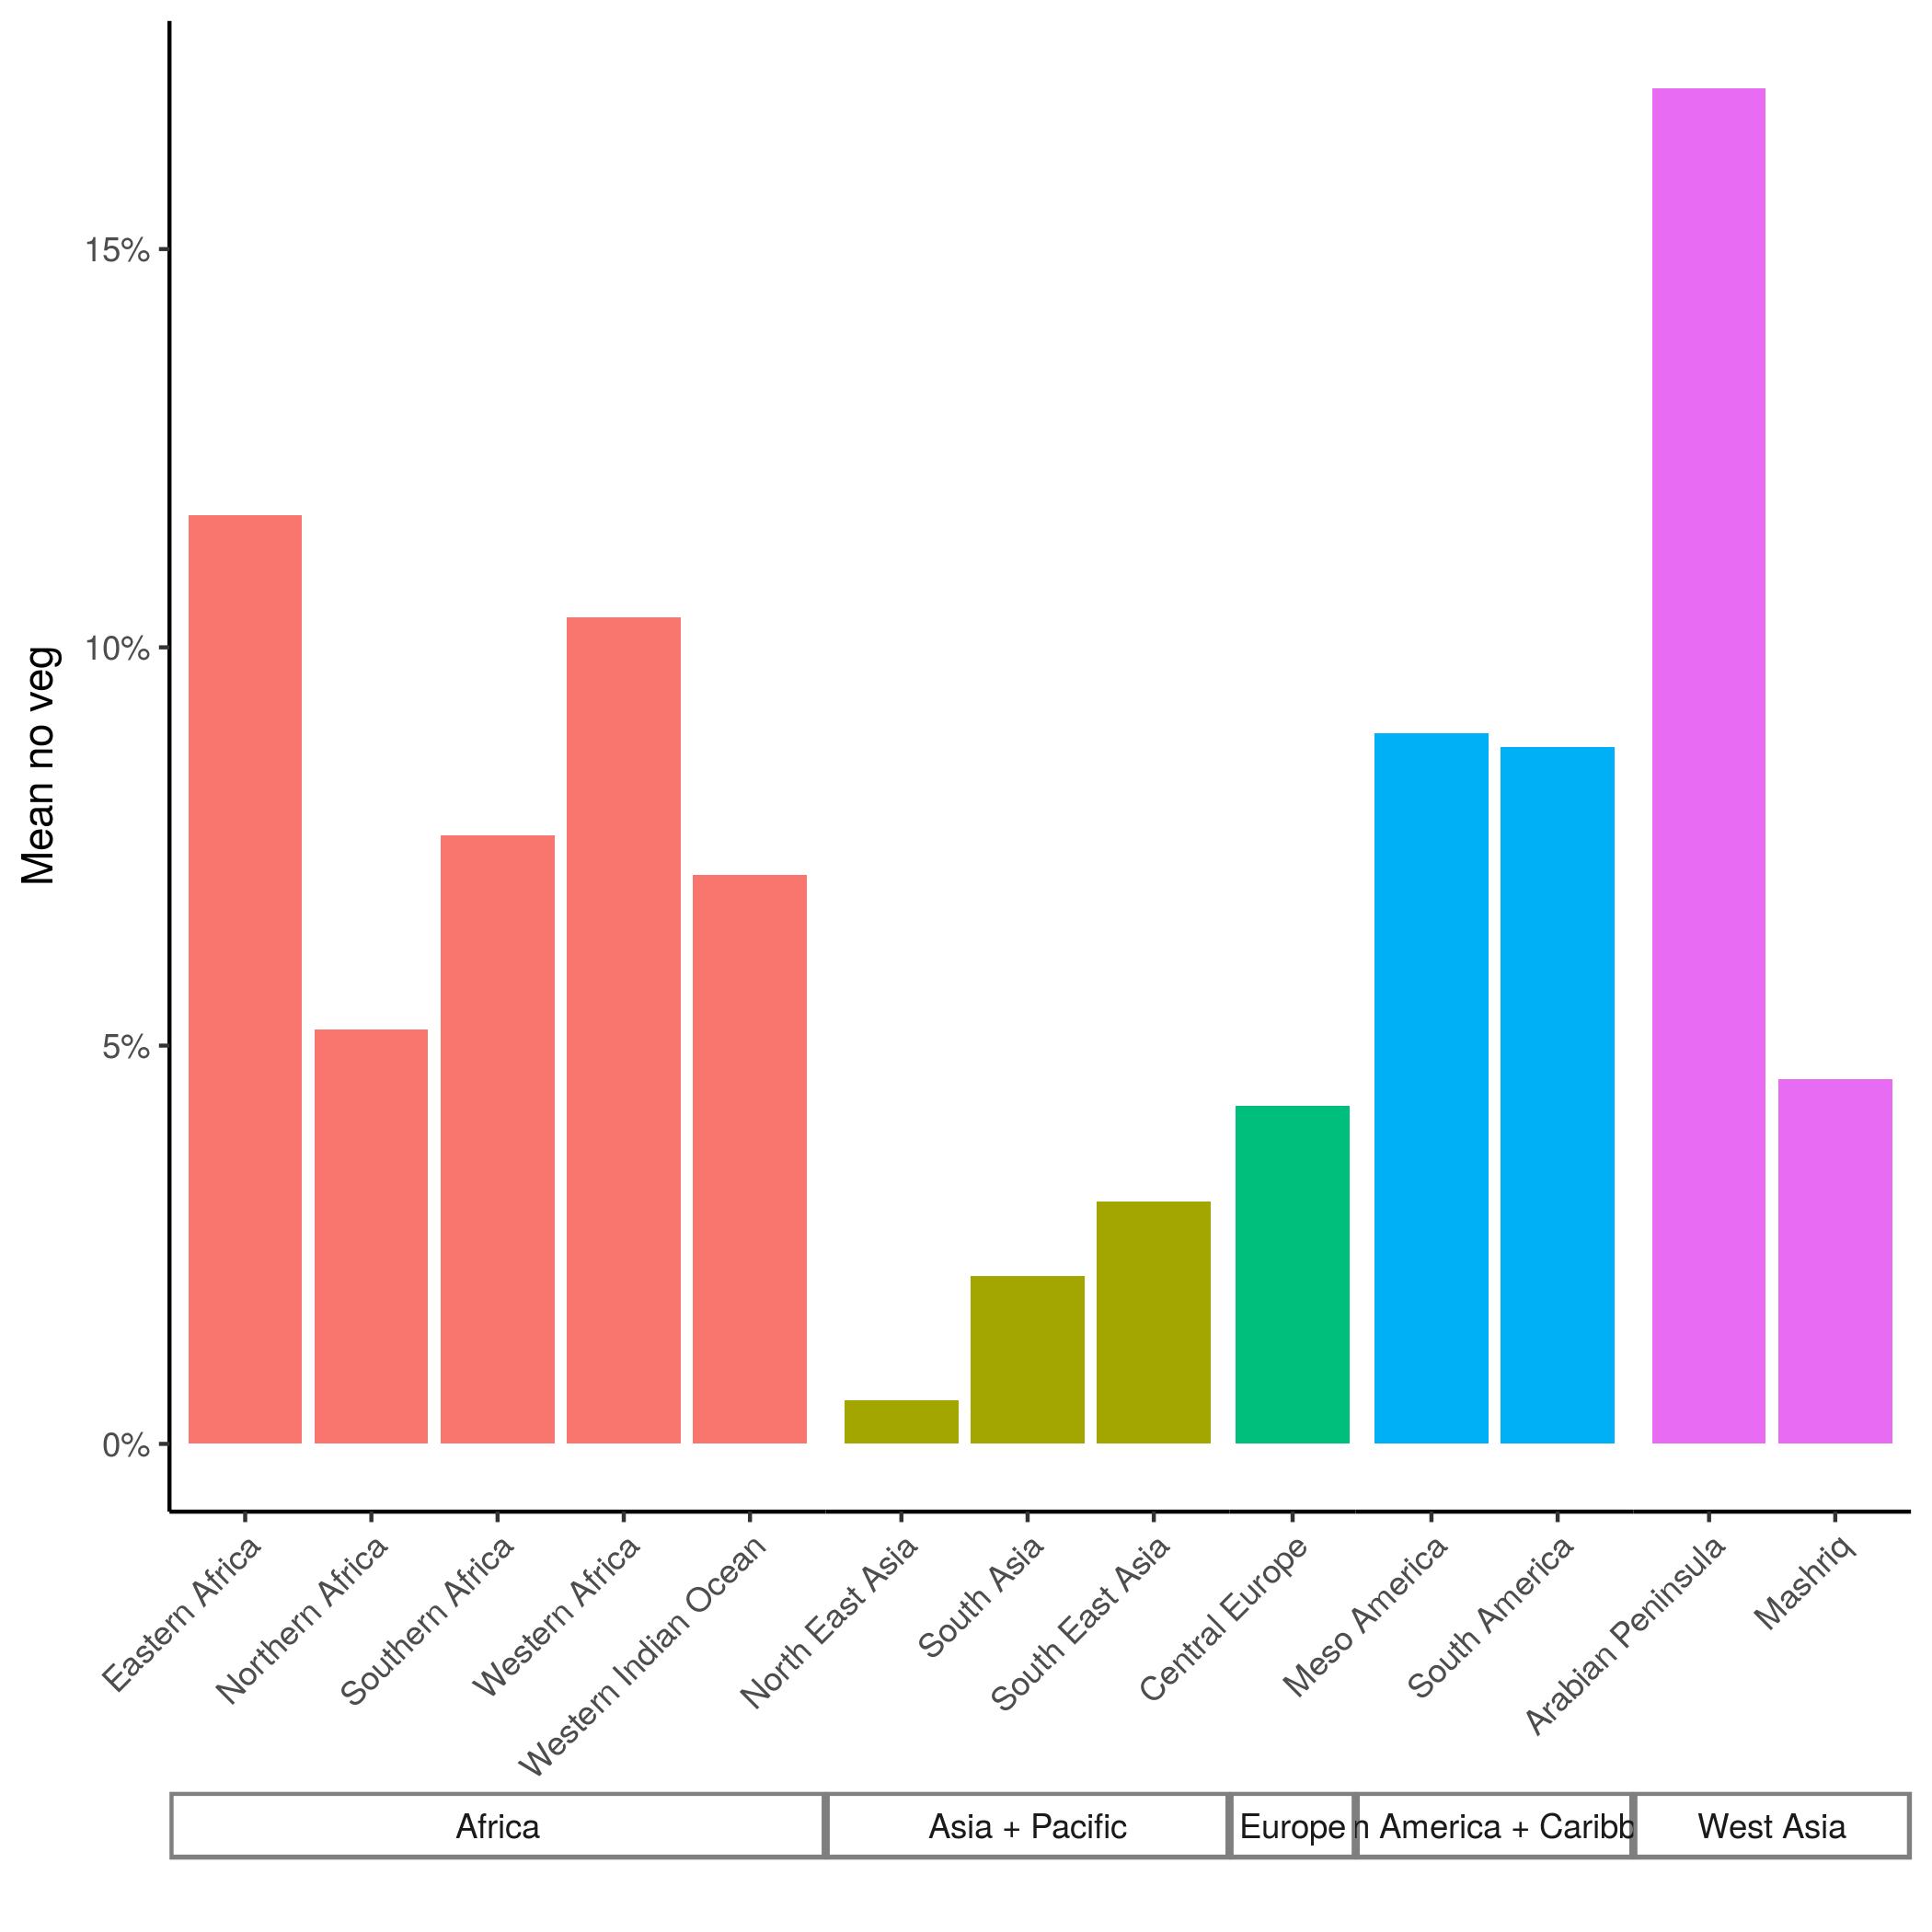 Mean no veg
15%
10%
5%
0%
Eastern Africa
Northern Africa
Southern Africa
Western Africa
Western Indian Ocean
North East Asia
South Asia
South East Asia
Central Europe
Meso America
South America
Arabian Peninsula
Mashriq
Africa
Asia + Pacific
Europe
n America + Caribb
West Asia